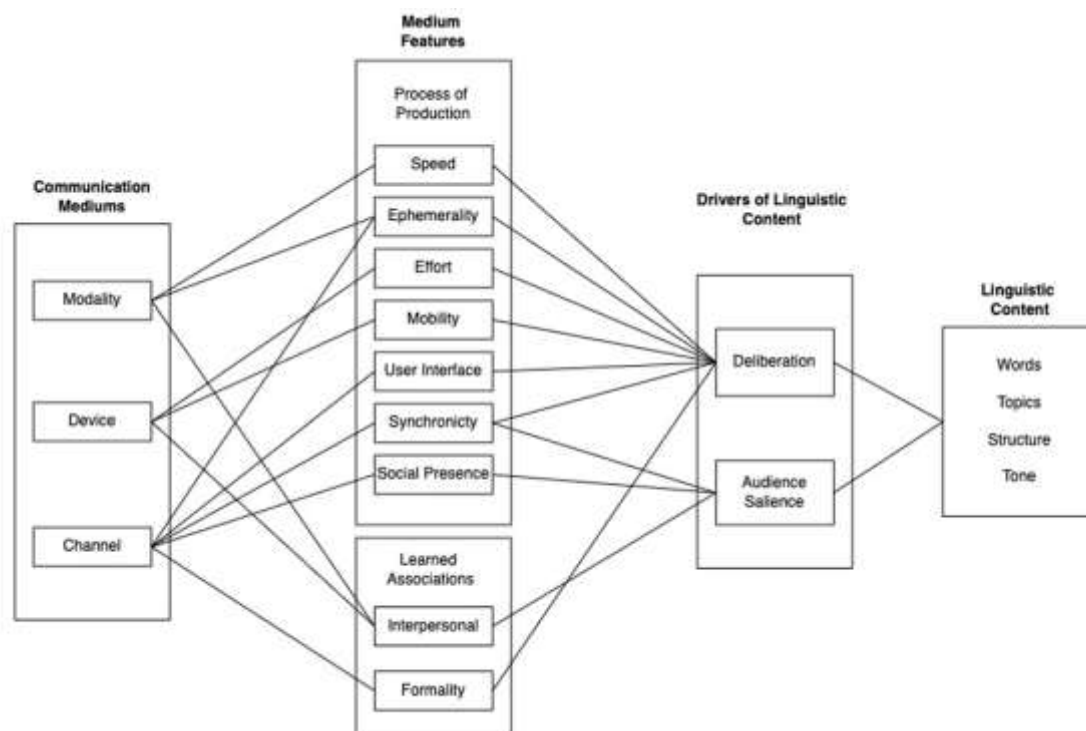 Communication
Mediums
Modality
Device
Channel
Medium
Features
Process of
Production
Speed
Ephemerality
Effort
Mobility
User Interface
Synchronicty
Social Presence
Learned
Associations
Interpersonal
Formality
Drivers of Linguistic
Content
Deliberation
Audience
Salience
Linguistic
Content
Words
Topics
Structure
Tone